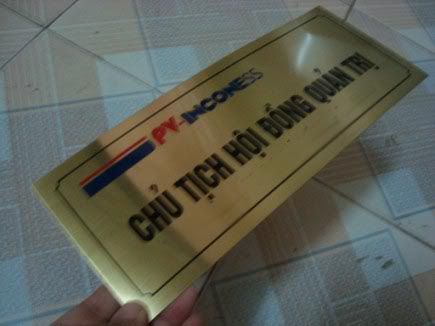 PV-INCONESS
CHỦ TỊCH HỘI ĐỒNG QUẢN TRỊ